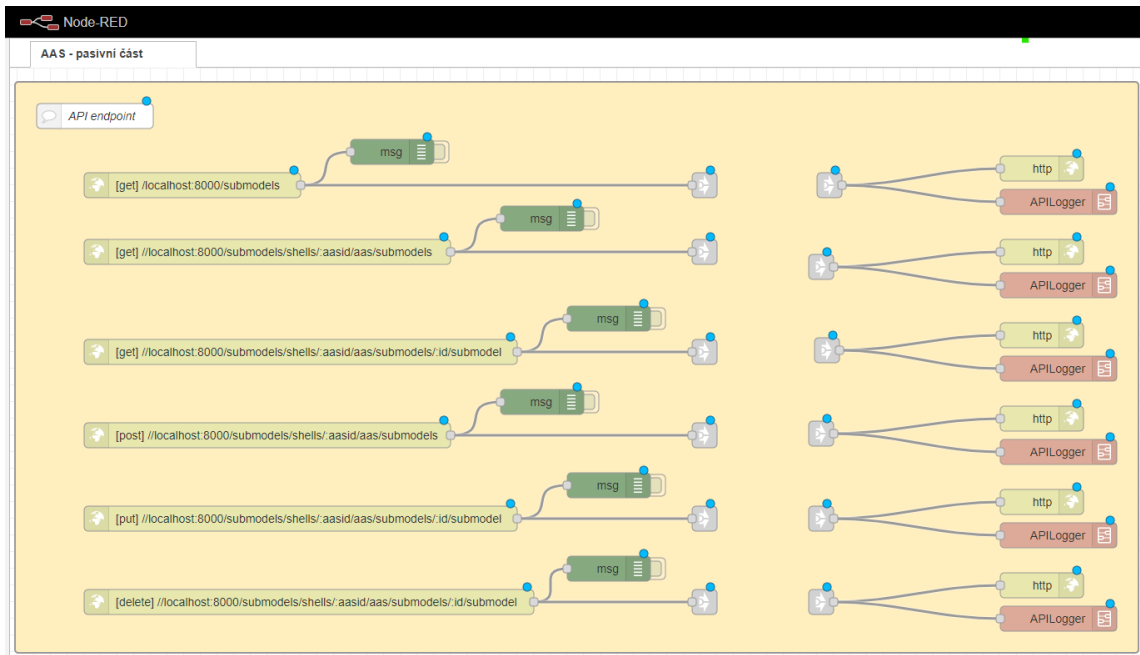 Node-RED
AAS - pasivní část
API endpoint
msg
[get] /localhost:8000/submodels
http
APILogger
msg
[get] //localhost:8000/submodels/shells/:aasid/aas/submodels
http
APILogger
msg
[get] //localhost:8000/submodels/shells/:aasid/aas/submodels/:id/submodel
http
APILogger
msg
[post] //localhost:8000/submodels/shells/:aasid/aas/submodels
http
APILogger
msg
[put] //localhost:8000/submodels/shells/:aasid/aas/submodels/:id/submodel
http
APILogger
msg
[delete] //localhost:8000/submodels/shells/:aasid/aas/submodels/:id/submodel
http
APILogger